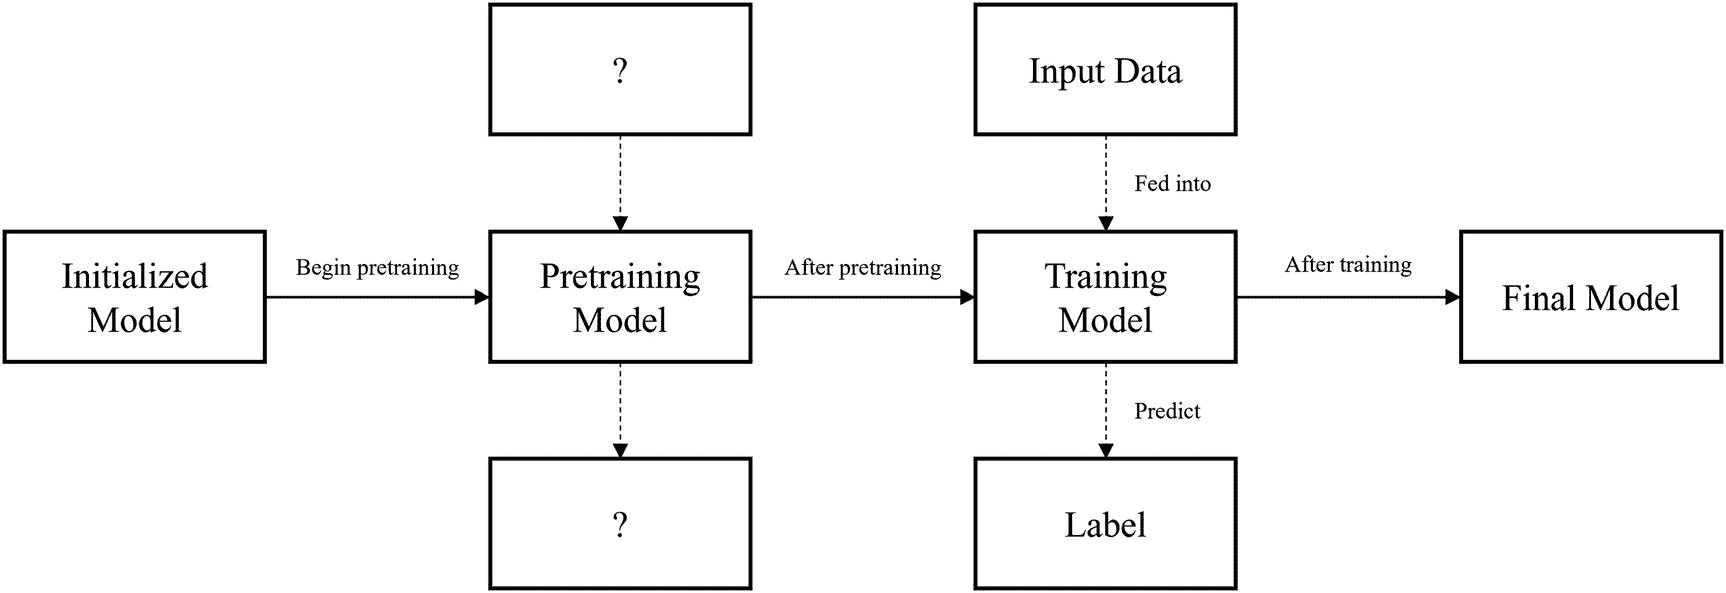 ?
Input Data
Fed into
Initialized
Model
Begin pretraining
Pretraining
Model
After pretraining
Training
Model
After training
Final Model
Predict
?
Label